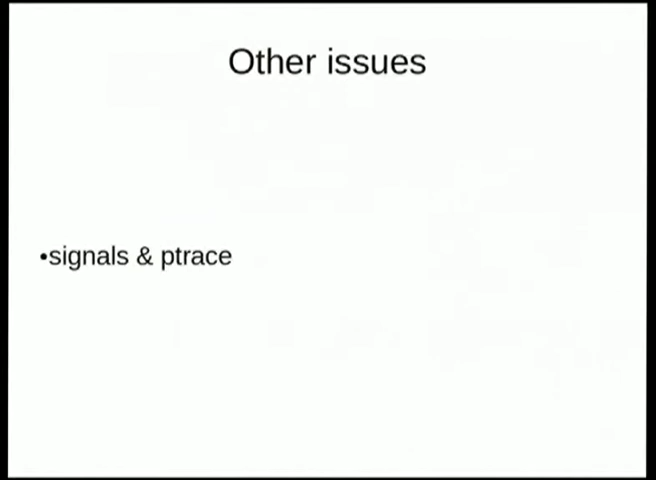 Other issues
•signals & ptrace